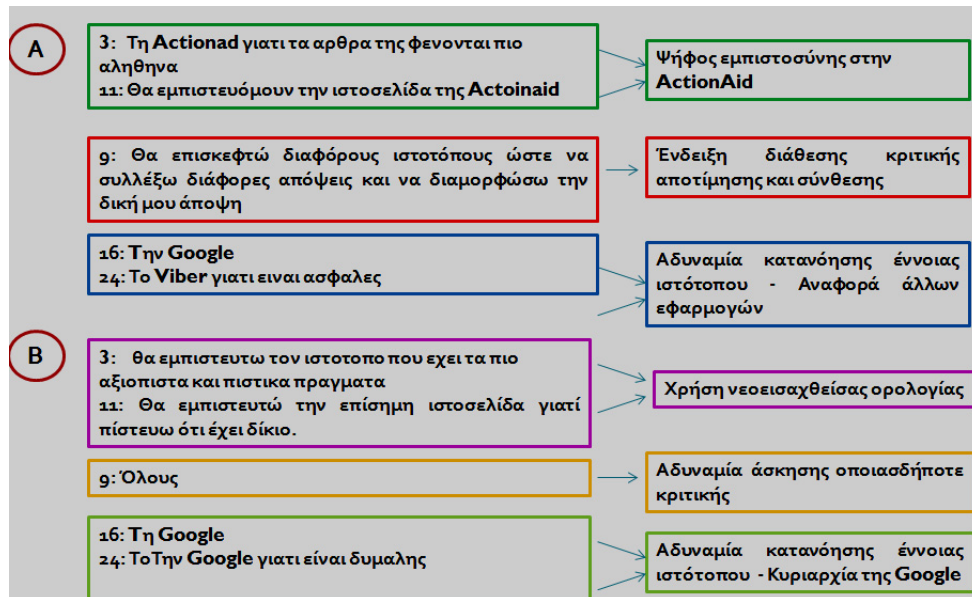 A
3: Τη Actionad γιατι τα αρθρα της φενονται πιο
αληθηνα
11: Θα εμπιστευόμουν την ιστοσελίδα της Actoinaid
Ψήφος εμπιστοσύνης στην
ActionAid
9: Θα επισκεφτώ διαφόρους ιστοτόπους ώστε να
συλλέξω διάφορες απόψεις και να διαμορφώσω την
δική μου άποψη
Ένδειξη διάθεσης κριτικής
αποτίμησης και σύνθεσης
16: Την Google
24: Το Viber γιατι ειναι ασφαλες
Αδυναμία κατανόησης έννοιας
ιστότοπου - Αναφορά άλλων
εφαρμογών
B
3: θα εμπιστευτω τον ιστοτοπο που εχει τα πιο
αξιοπιστα και πιστικα πραγματα
11: Θα εμπιστευτώ την επίσημη ιστοσελίδα γιατί
πίστευω ότι έχει δίκιο.
Χρήση νεοεισαχθείσας ορολογίας
9: Όλους
Αδυναμία άσκησης οποιασδήποτε
κριτικής
16: Τη Google
24: ΤοΤην Google γιατι είναι δυμαλης
Αδυναμία κατανόησης έννοιας
ιστότοπου - Κυριαρχία της Google